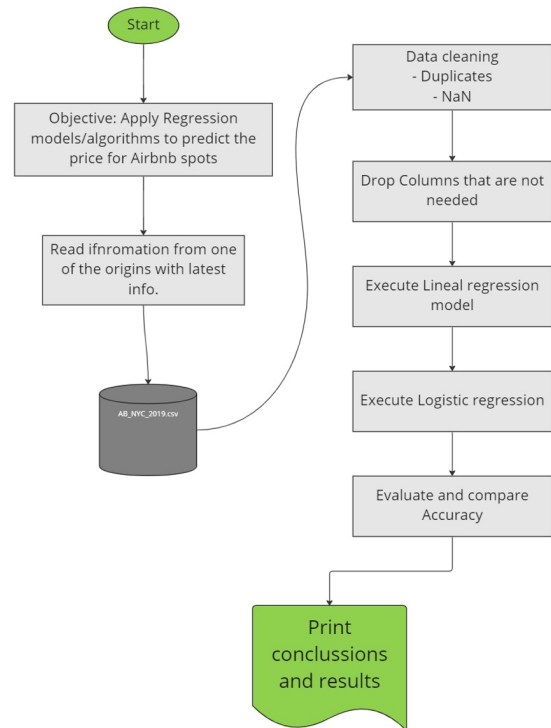 Start
Objective: Apply Regression
models/algorithms to predict the
price for Airbnb spots
Read ifnromation from one
of the origins with latest
info.
AB_NYC_2019.csv
Data cleaning
- Duplicates
- NaN
Drop Columns that are not
needed
Execute Lineal regression
model
Execute Logistic regression
Evaluate and compare
Accuracy
Print
conclussions
and results